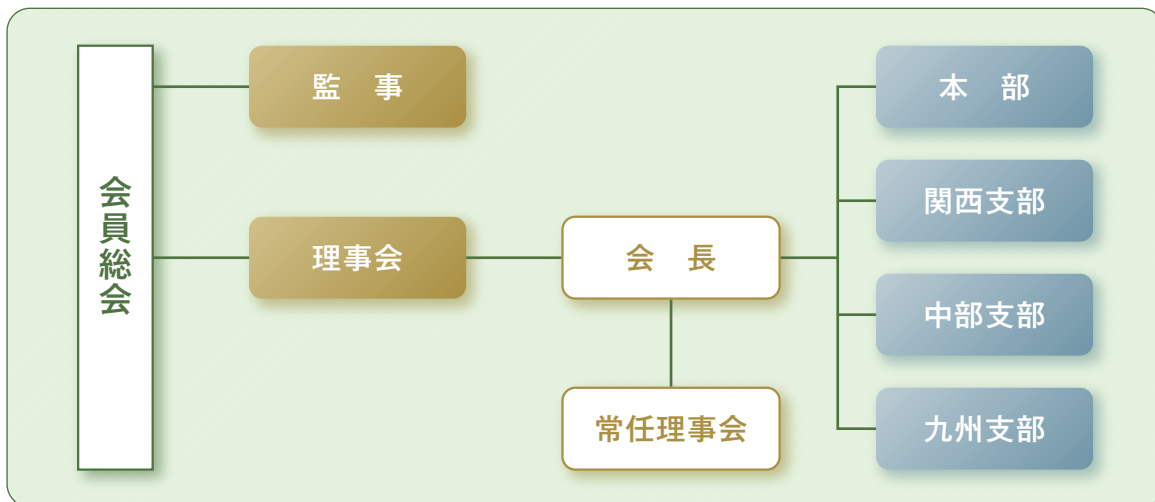 会員総会
監　事
理事会
会　長
常任理事会
本　部
関西支部
中部支部
九州支部